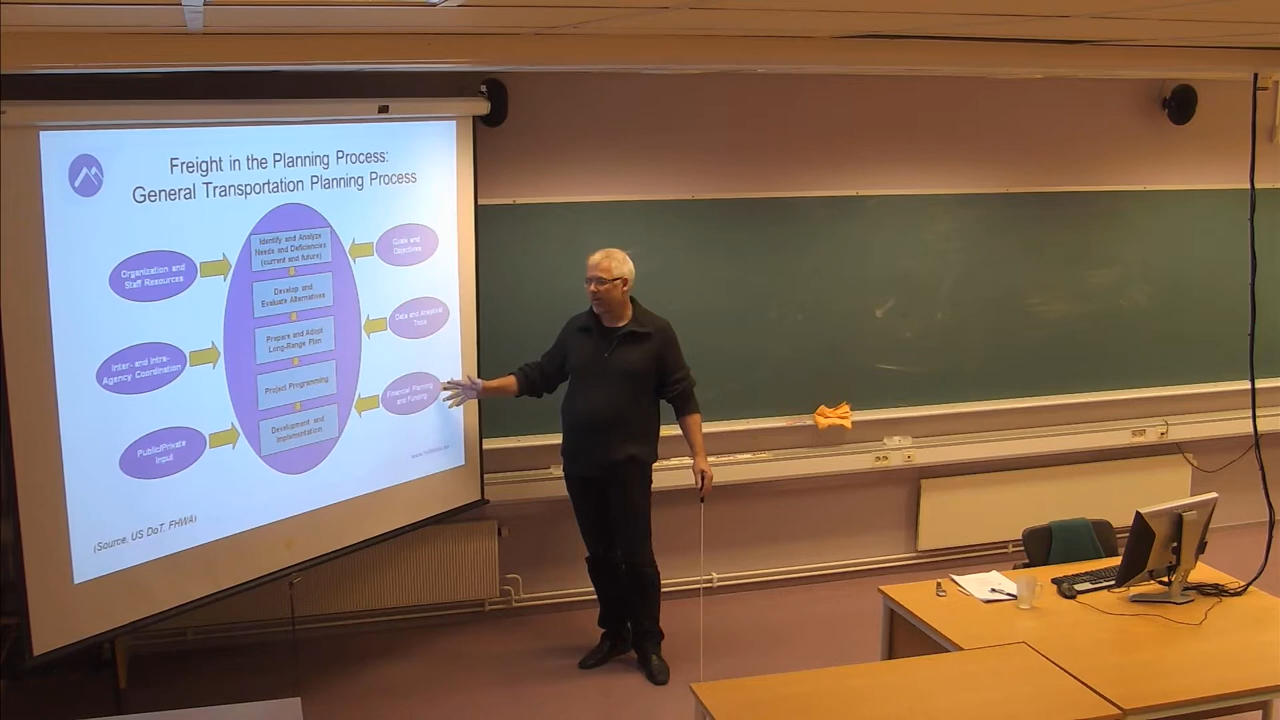 Freight in the Planning Process:
General Transportation Planning Process
Identify and Analyze
Needs and Deficiencies
(current and future)
Develop and
Evaluate Alternatives
Prepare and Adopt
Long-Range Plan
Project Programming
Development and
Implementation
Organization and
Staff Resources
Inter- and Intra-
Agency Coordination
Public/Private
Input
Goals and
Objectives
Data and Analytical
Tools
Financial Planning
and Funding
(Source, US DoT. FHWA)